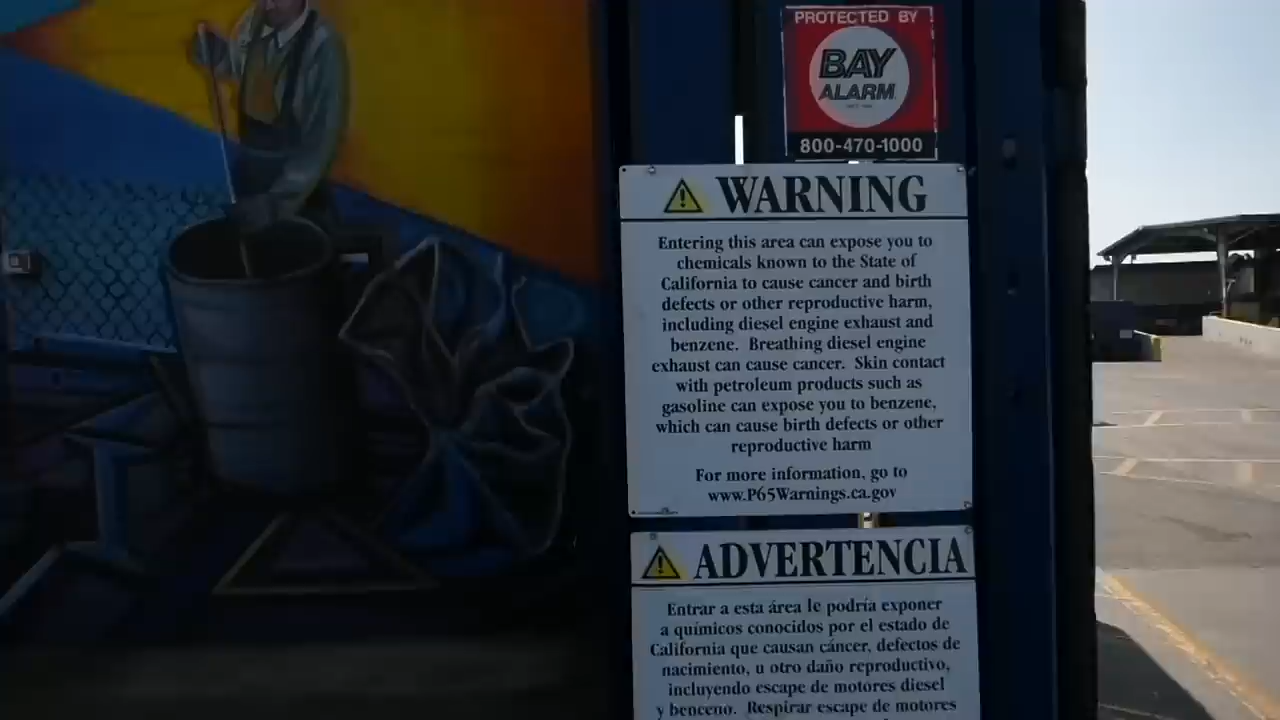 PROTECTED BY
BAY
ALARM
800-470-1000
WARNING
Entering this area can expose you to
chemicals known to the State of
California to cause cancer and birth
defects or other reproductive harm,
including diesel engine exhaust and
benzene. Breathing diesel engine
exhaust can cause cancer. Skin contact
with petroleum products such as
gasoline can expose you to benzene,
which can cause birth defects or other
reproductive harm
For more information, go to
www.P65Warnings.ca.gov
ADVERTENCIA
Entrar a esta área le podría exponer
a químicos conocidos por el estado de
California que causan cáncer, defectos de
nacimiento, u otro daño reproductivo,
incluyendo escape de motores diesel
y benceno. Respirar escape de motores